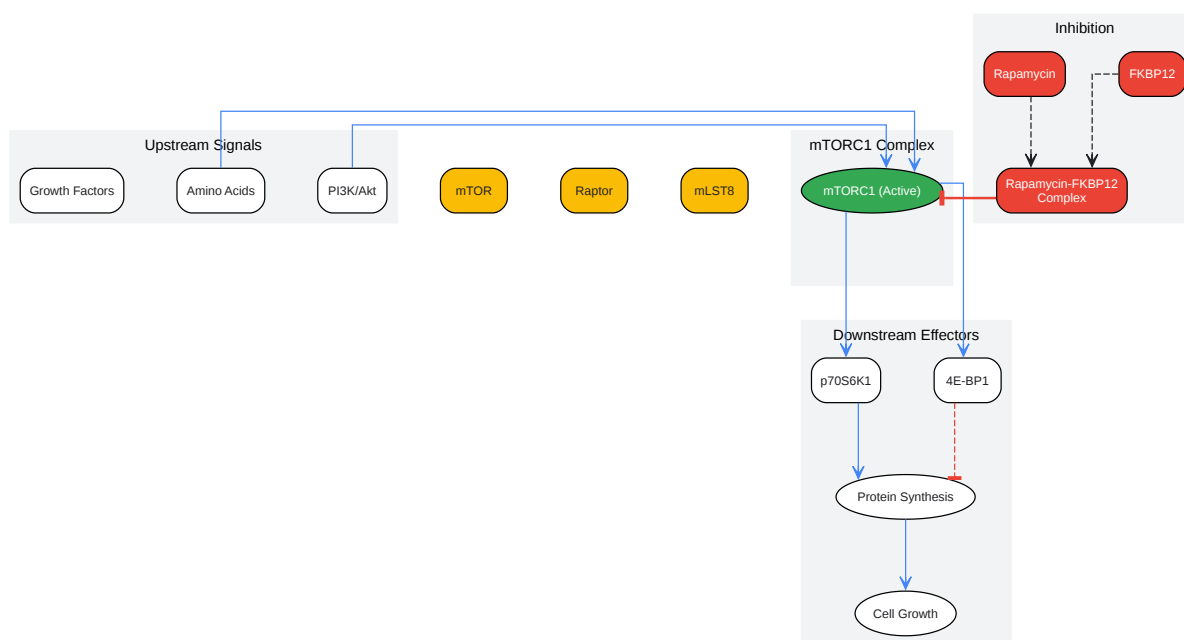 Inhibition
Rapamycin
FKBP12
Upstream Signals
mTORC1 Complex
Growth Factors
Amino Acids
PI3K/Akt
mTOR
Raptor
mLST8
mTORC1 (Active)
Rapamycin-FKBP12
Complex
Downstream Effectors
p70S6K1
4E-BP1
Protein Synthesis
Cell Growth